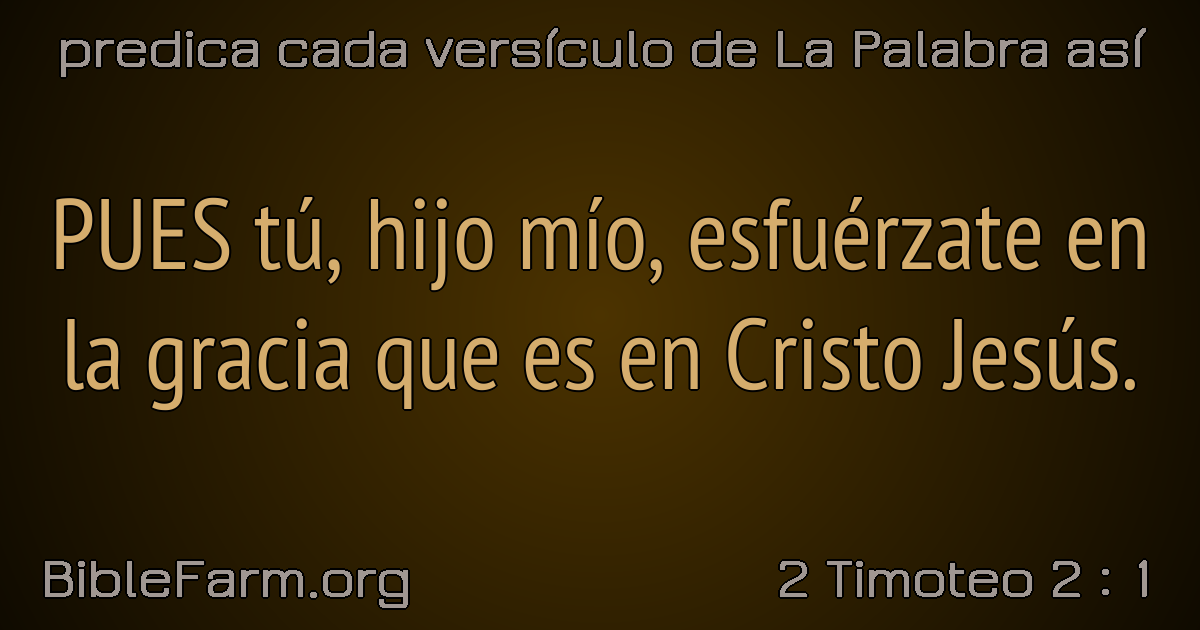 predica cada versículo de La Palabra así
PUES tú, hijo mío, esfuérzate en
la gracia que es en Cristo Jesús.
BibleFarm.org
2 Timoteo 2 : 1